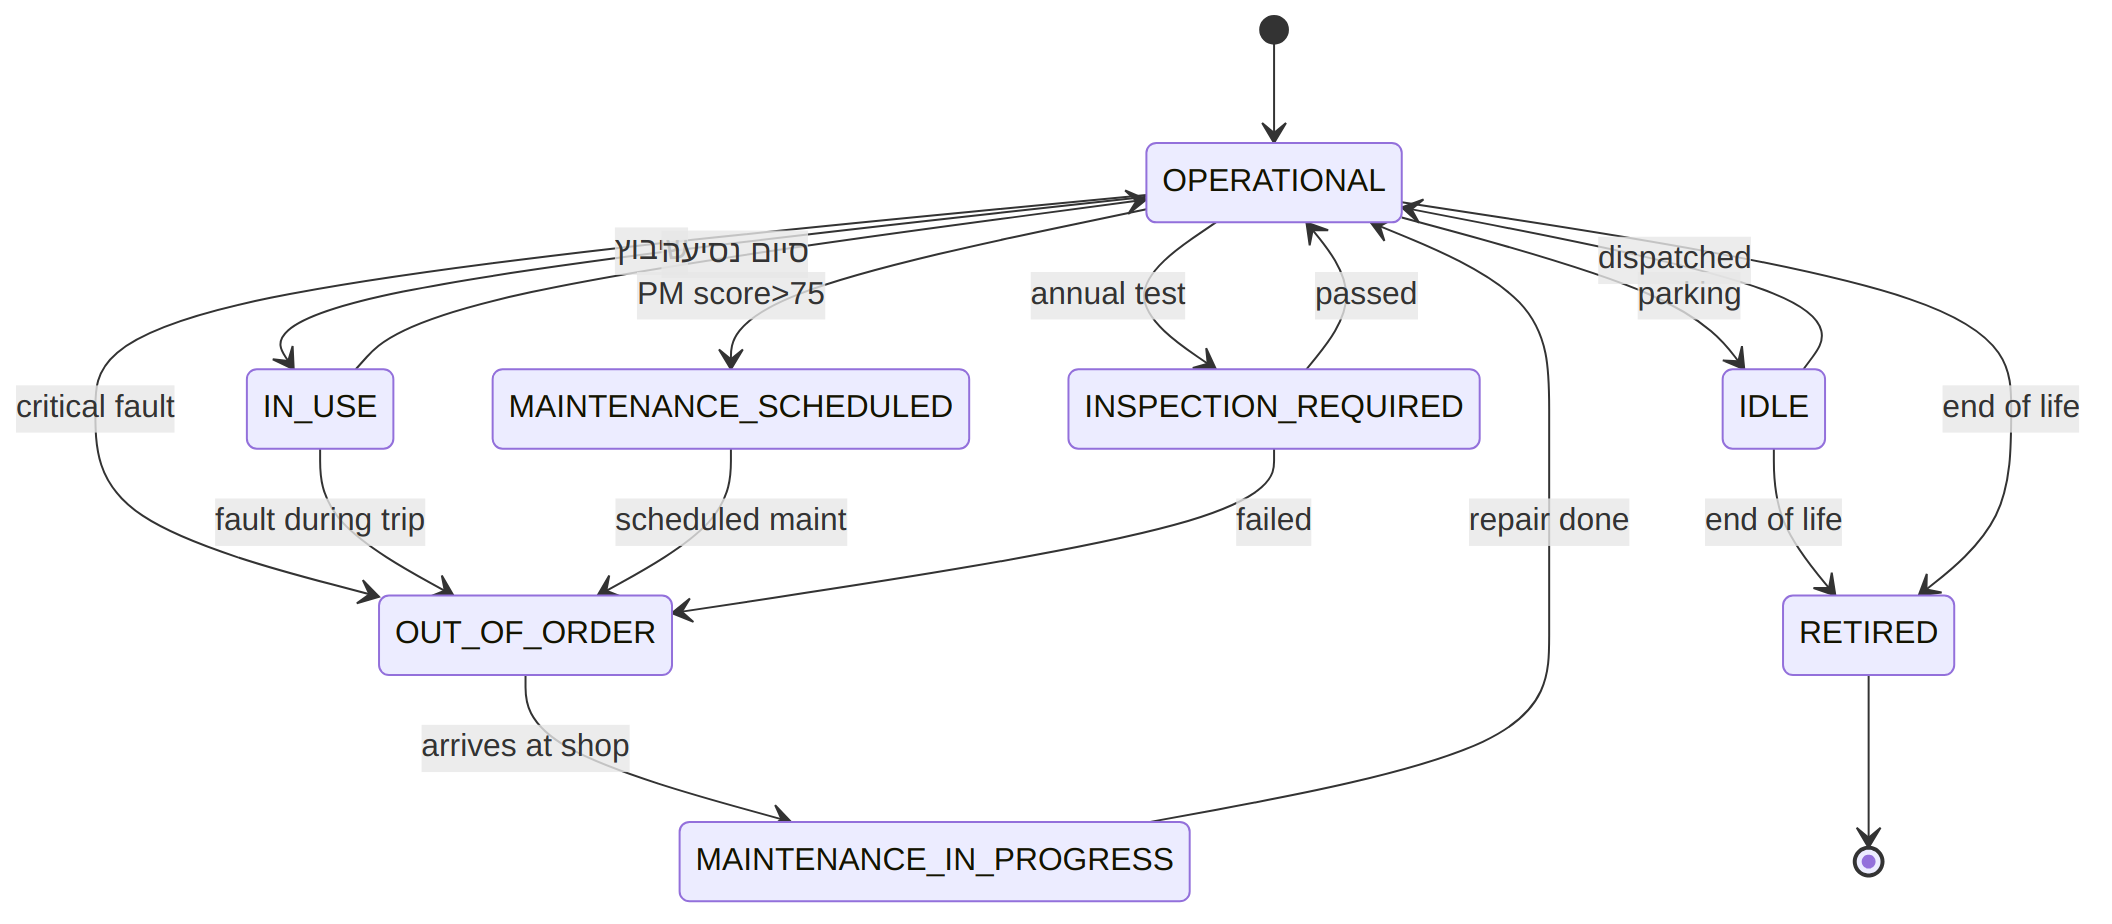 OPERATIONAL
סיום נסיעה
PM score>75
annual test
passed
dispatched
parking
critical fault
IN_USE
MAINTENANCE_SCHEDULED
INSPECTION_REQUIRED
IDLE
end of life
fault during trip
scheduled maint
failed
repair done
end of life
OUT_OF_ORDER
RETIRED
arrives at shop
MAINTENANCE_IN_PROGRESS